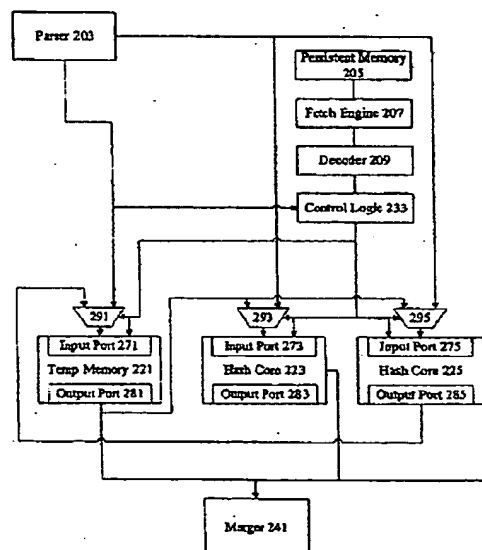 Parser 203
Persistent Memory
205
Fetch Engine 207
Decoder 209
Control Logic 233
291
293
295
Input Port 271
Temp Memory 221
Output Port 281
Input Port 273
Hash Core 223
Output Port 283
Input Port 275
Hash Core 225
Output Port 285
Merger 241